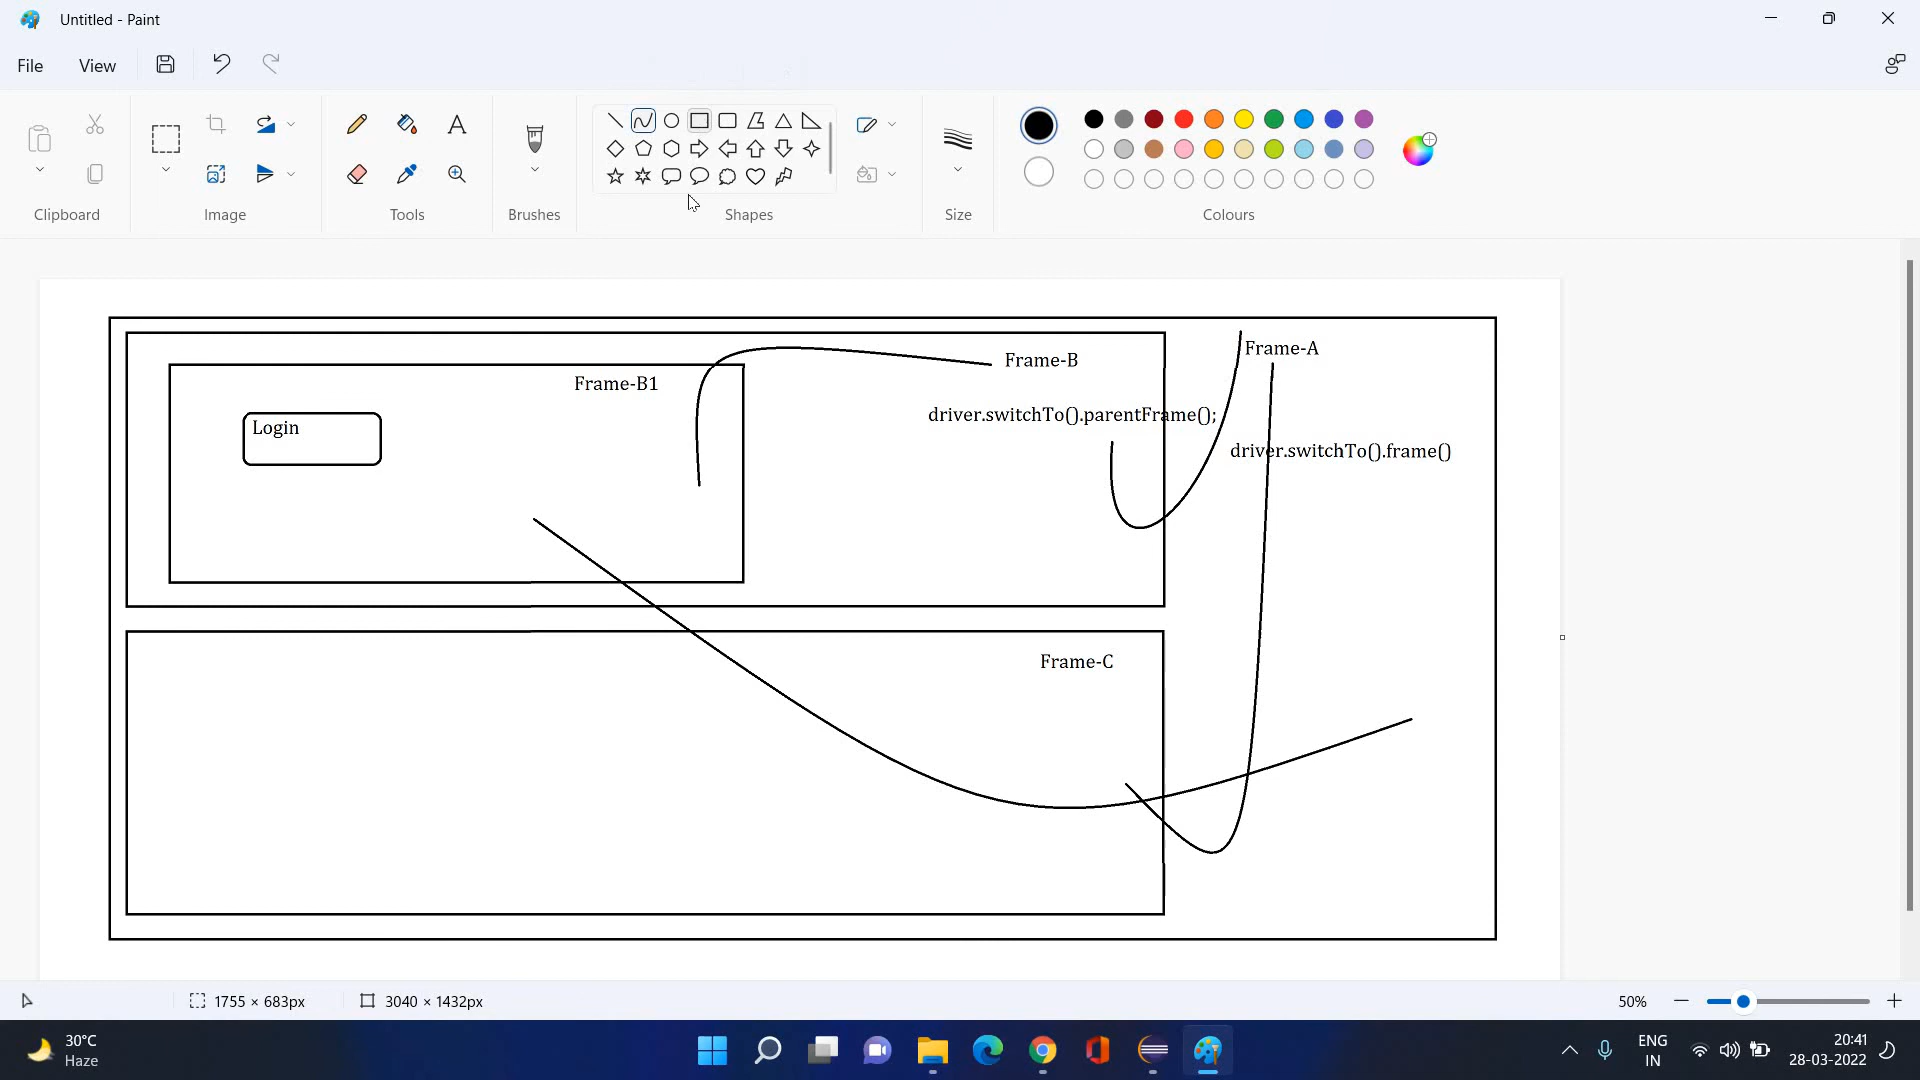 Untitled - Paint
File View
Clipboard Image Tools Brushes Shapes Size Colours
Frame-A
Frame-B
Frame-B1
driver.switchTo().parentFrame();
Login
driver.switchTo().frame()
Frame-C
1755 × 683px 3040 × 1432px 50%
30°C
Haze
ENG
IN
20:41
28-03-2022